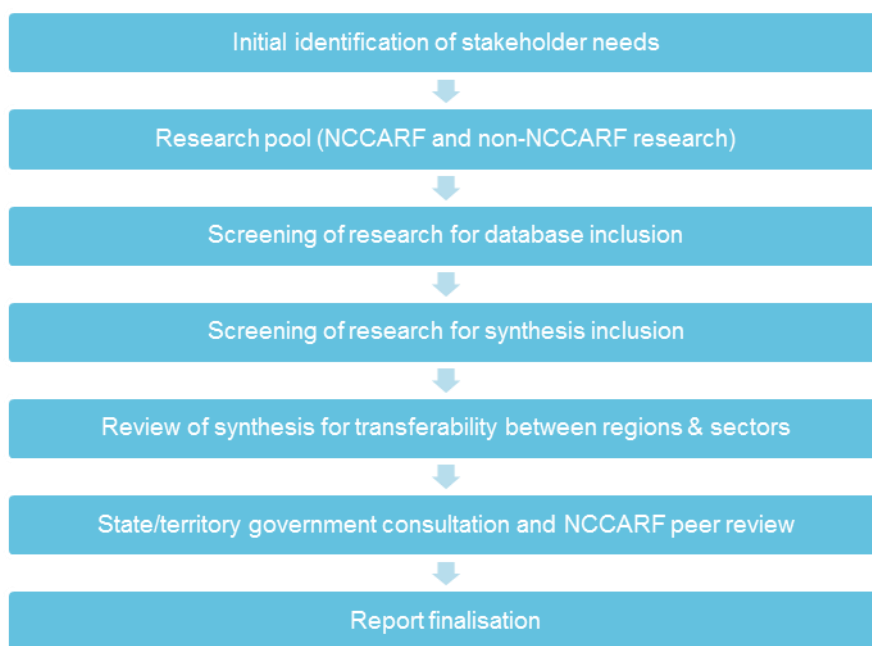 Initial identification of stakeholder needs
Research pool (NCCARF and non-NCCARF research)
Screening of research for database inclusion
Screening of research for synthesis inclusion
Review of synthesis for transferability between regions & sectors
State/territory government consultation and NCCARF peer review
Report finalisation